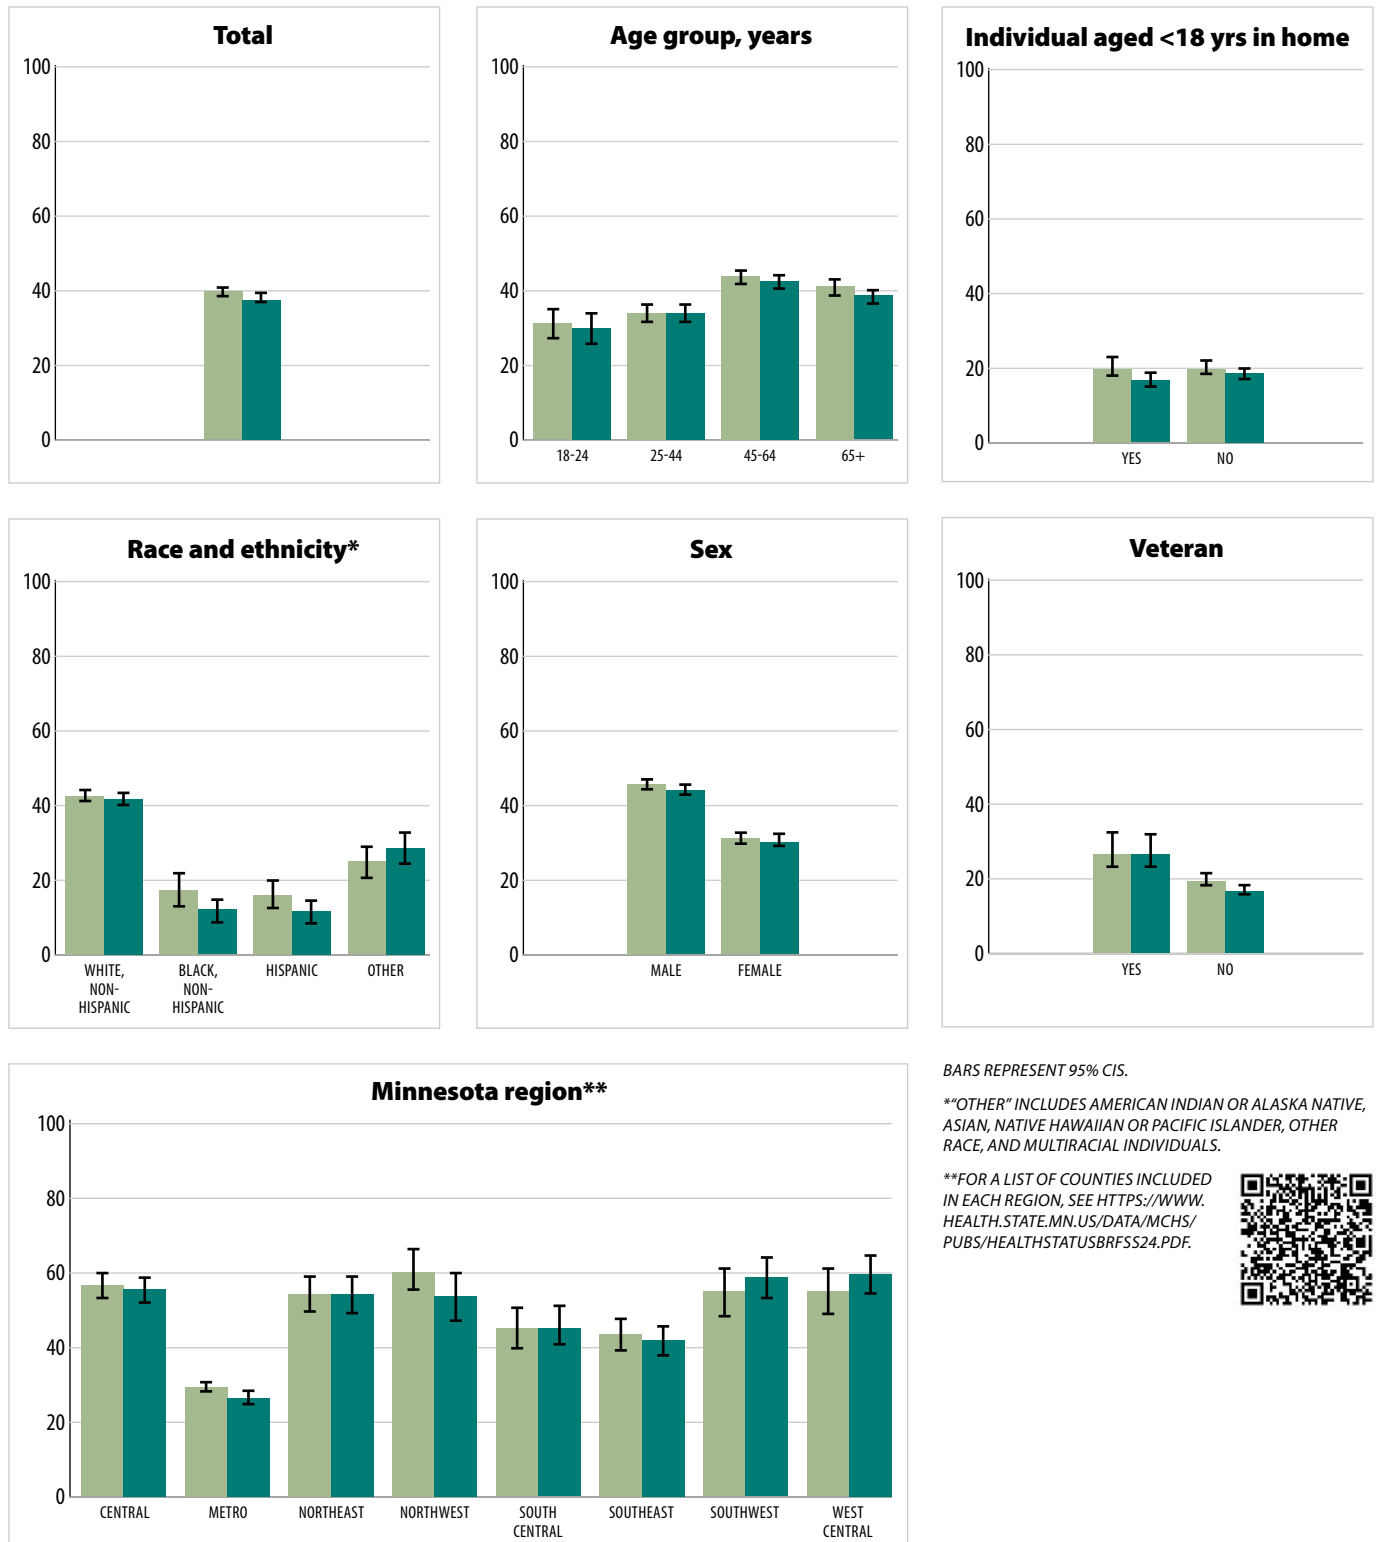 Total
100
80
60
40
20
0
Age group, years
100
80
60
40
20
0
18-24
25-44
45-64
65+
Individual aged <18 yrs in home
100
80
60
40
20
0
YES
NO
Race and ethnicity*
100
80
60
40
20
0
WHITE,
NON-
HISPANIC
BLACK,
NON-
HISPANIC
HISPANIC
OTHER
Sex
100
80
60
40
20
0
MALE
FEMALE
Veteran
100
80
60
40
20
0
YES
NO
Minnesota region**
100
80
60
40
20
0
CENTRAL
METRO
NORTHEAST
NORTHWEST
SOUTH
CENTRAL
SOUTHEAST
SOUTHWEST
WEST
CENTRAL
BARS REPRESENT 95% CIS.
*“OTHER” INCLUDES AMERICAN INDIAN OR ALASKA NATIVE,
ASIAN, NATIVE HAWAIIAN OR PACIFIC ISLANDER, OTHER
RACE, AND MULTIRACIAL INDIVIDUALS.
**FOR A LIST OF COUNTIES INCLUDED
IN EACH REGION, SEE HTTPS://WWW.
HEALTH.STATE.MN.US/DATA/MCHS/
PUBS/HEALTHSTATUSBRFSS24.PDF.